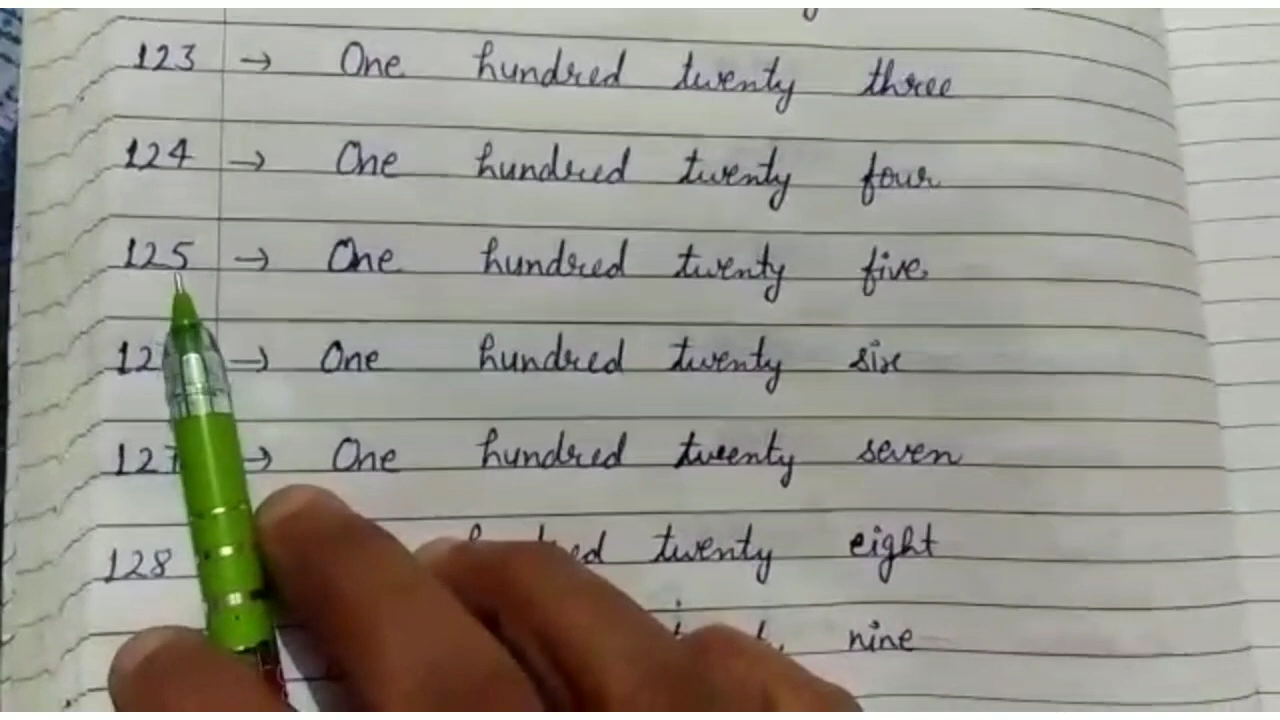 123 → One hundred twenty three
124 → One hundred twenty four
125 → One hundred twenty five
→ One hundred twenty six
127 → One hundred twenty seven
128 twenty eight
nine